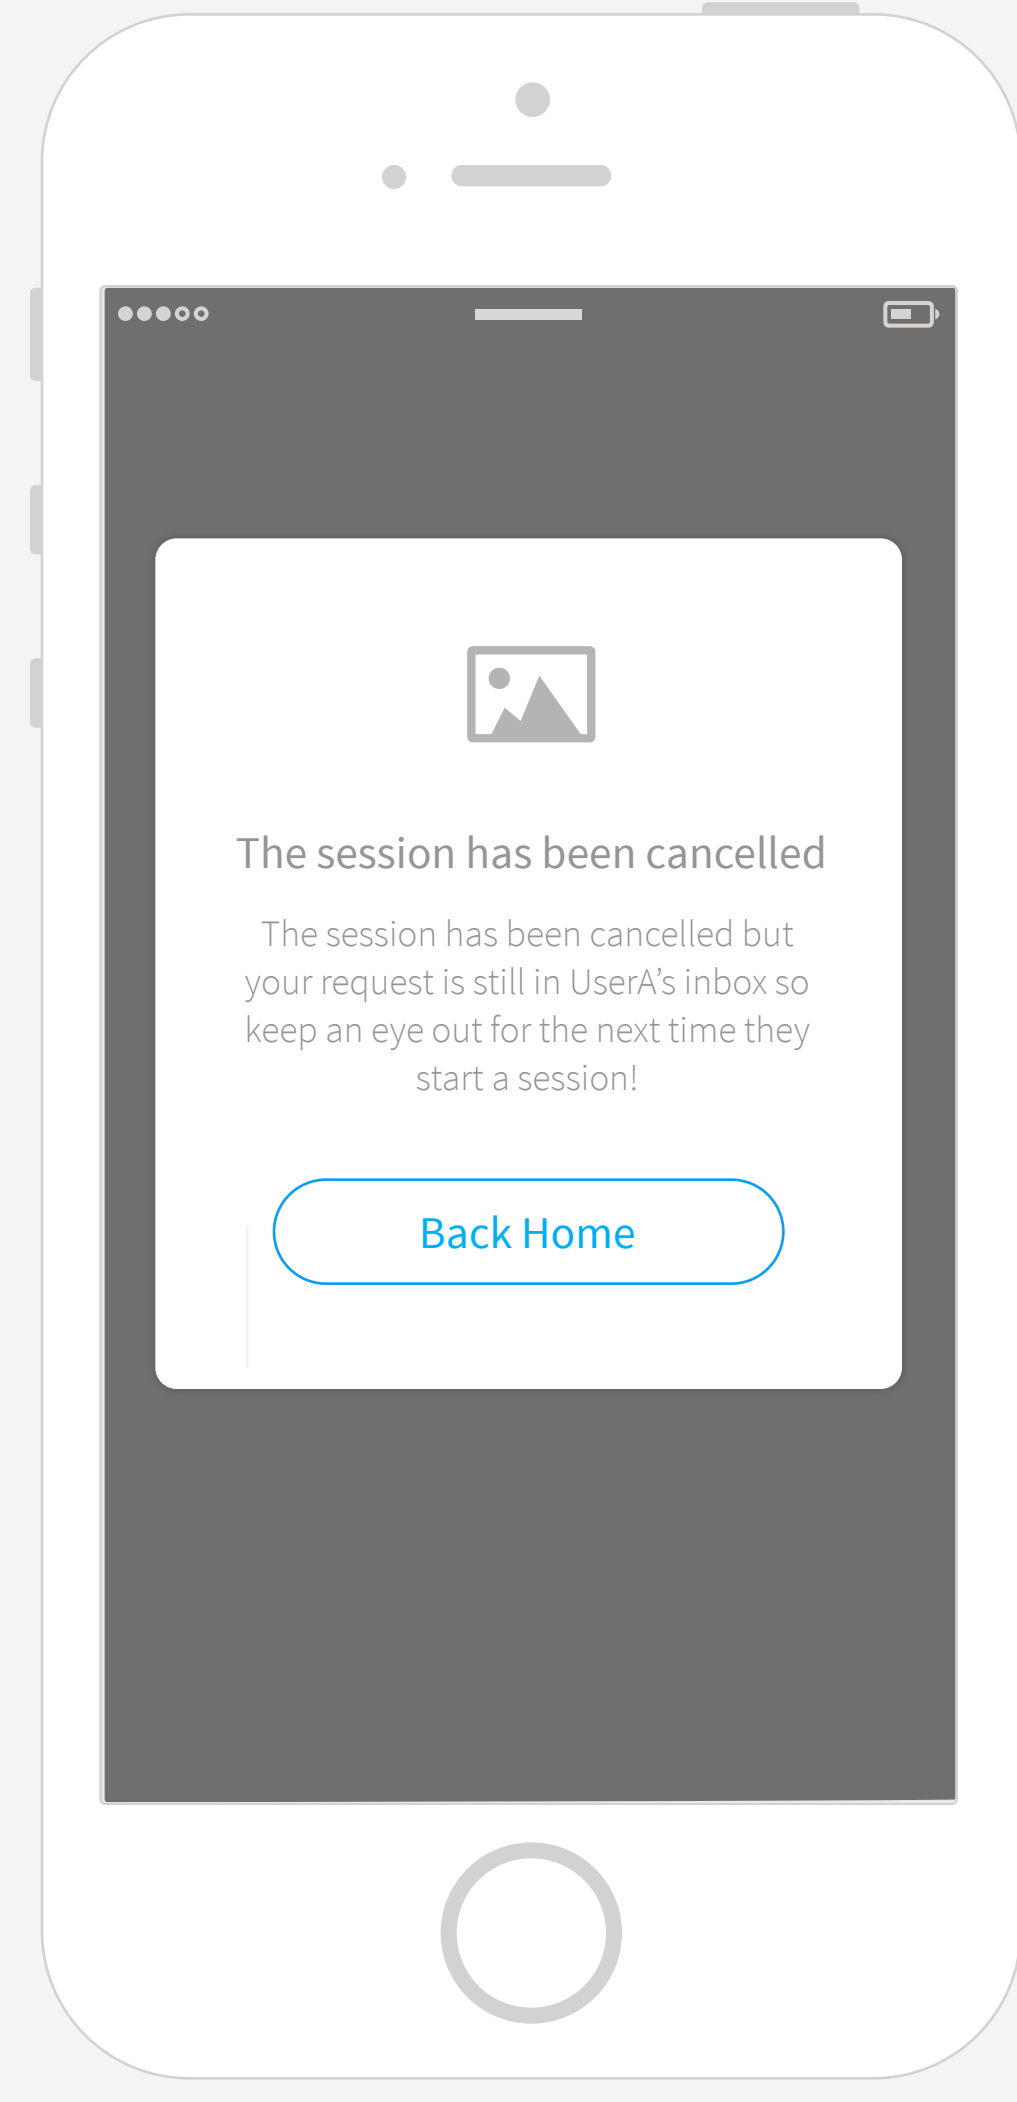 The session has been cancelled
The session has been cancelled but
your request is still in UserA’s inbox so
keep an eye out for the next time they
start a session!
Back Home